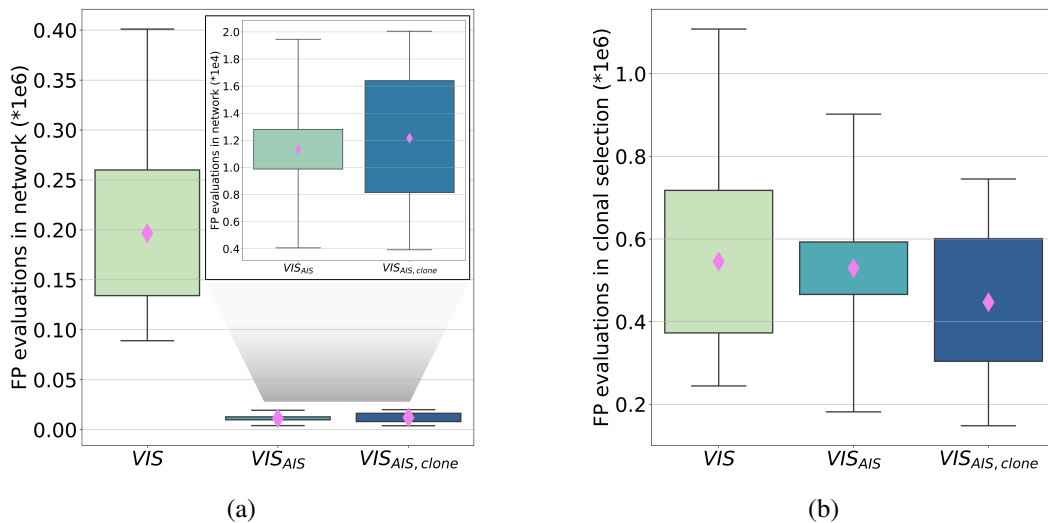 FP evaluations in network (*1e6)
0.40
0.35
0.30
0.25
0.20
0.15
0.10
0.05
0.00
VIS
VIS_AIS
VIS_AIS, clone
FP evaluations in network (*1e4)
2.0
1.8
1.6
1.4
1.2
1.0
0.8
0.6
0.4
VIS_AIS
VIS_AIS, clone
(a)
FP evaluations in clonal selection (*1e6)
1.0
0.8
0.6
0.4
0.2
VIS
VIS_AIS
VIS_AIS, clone
(b)